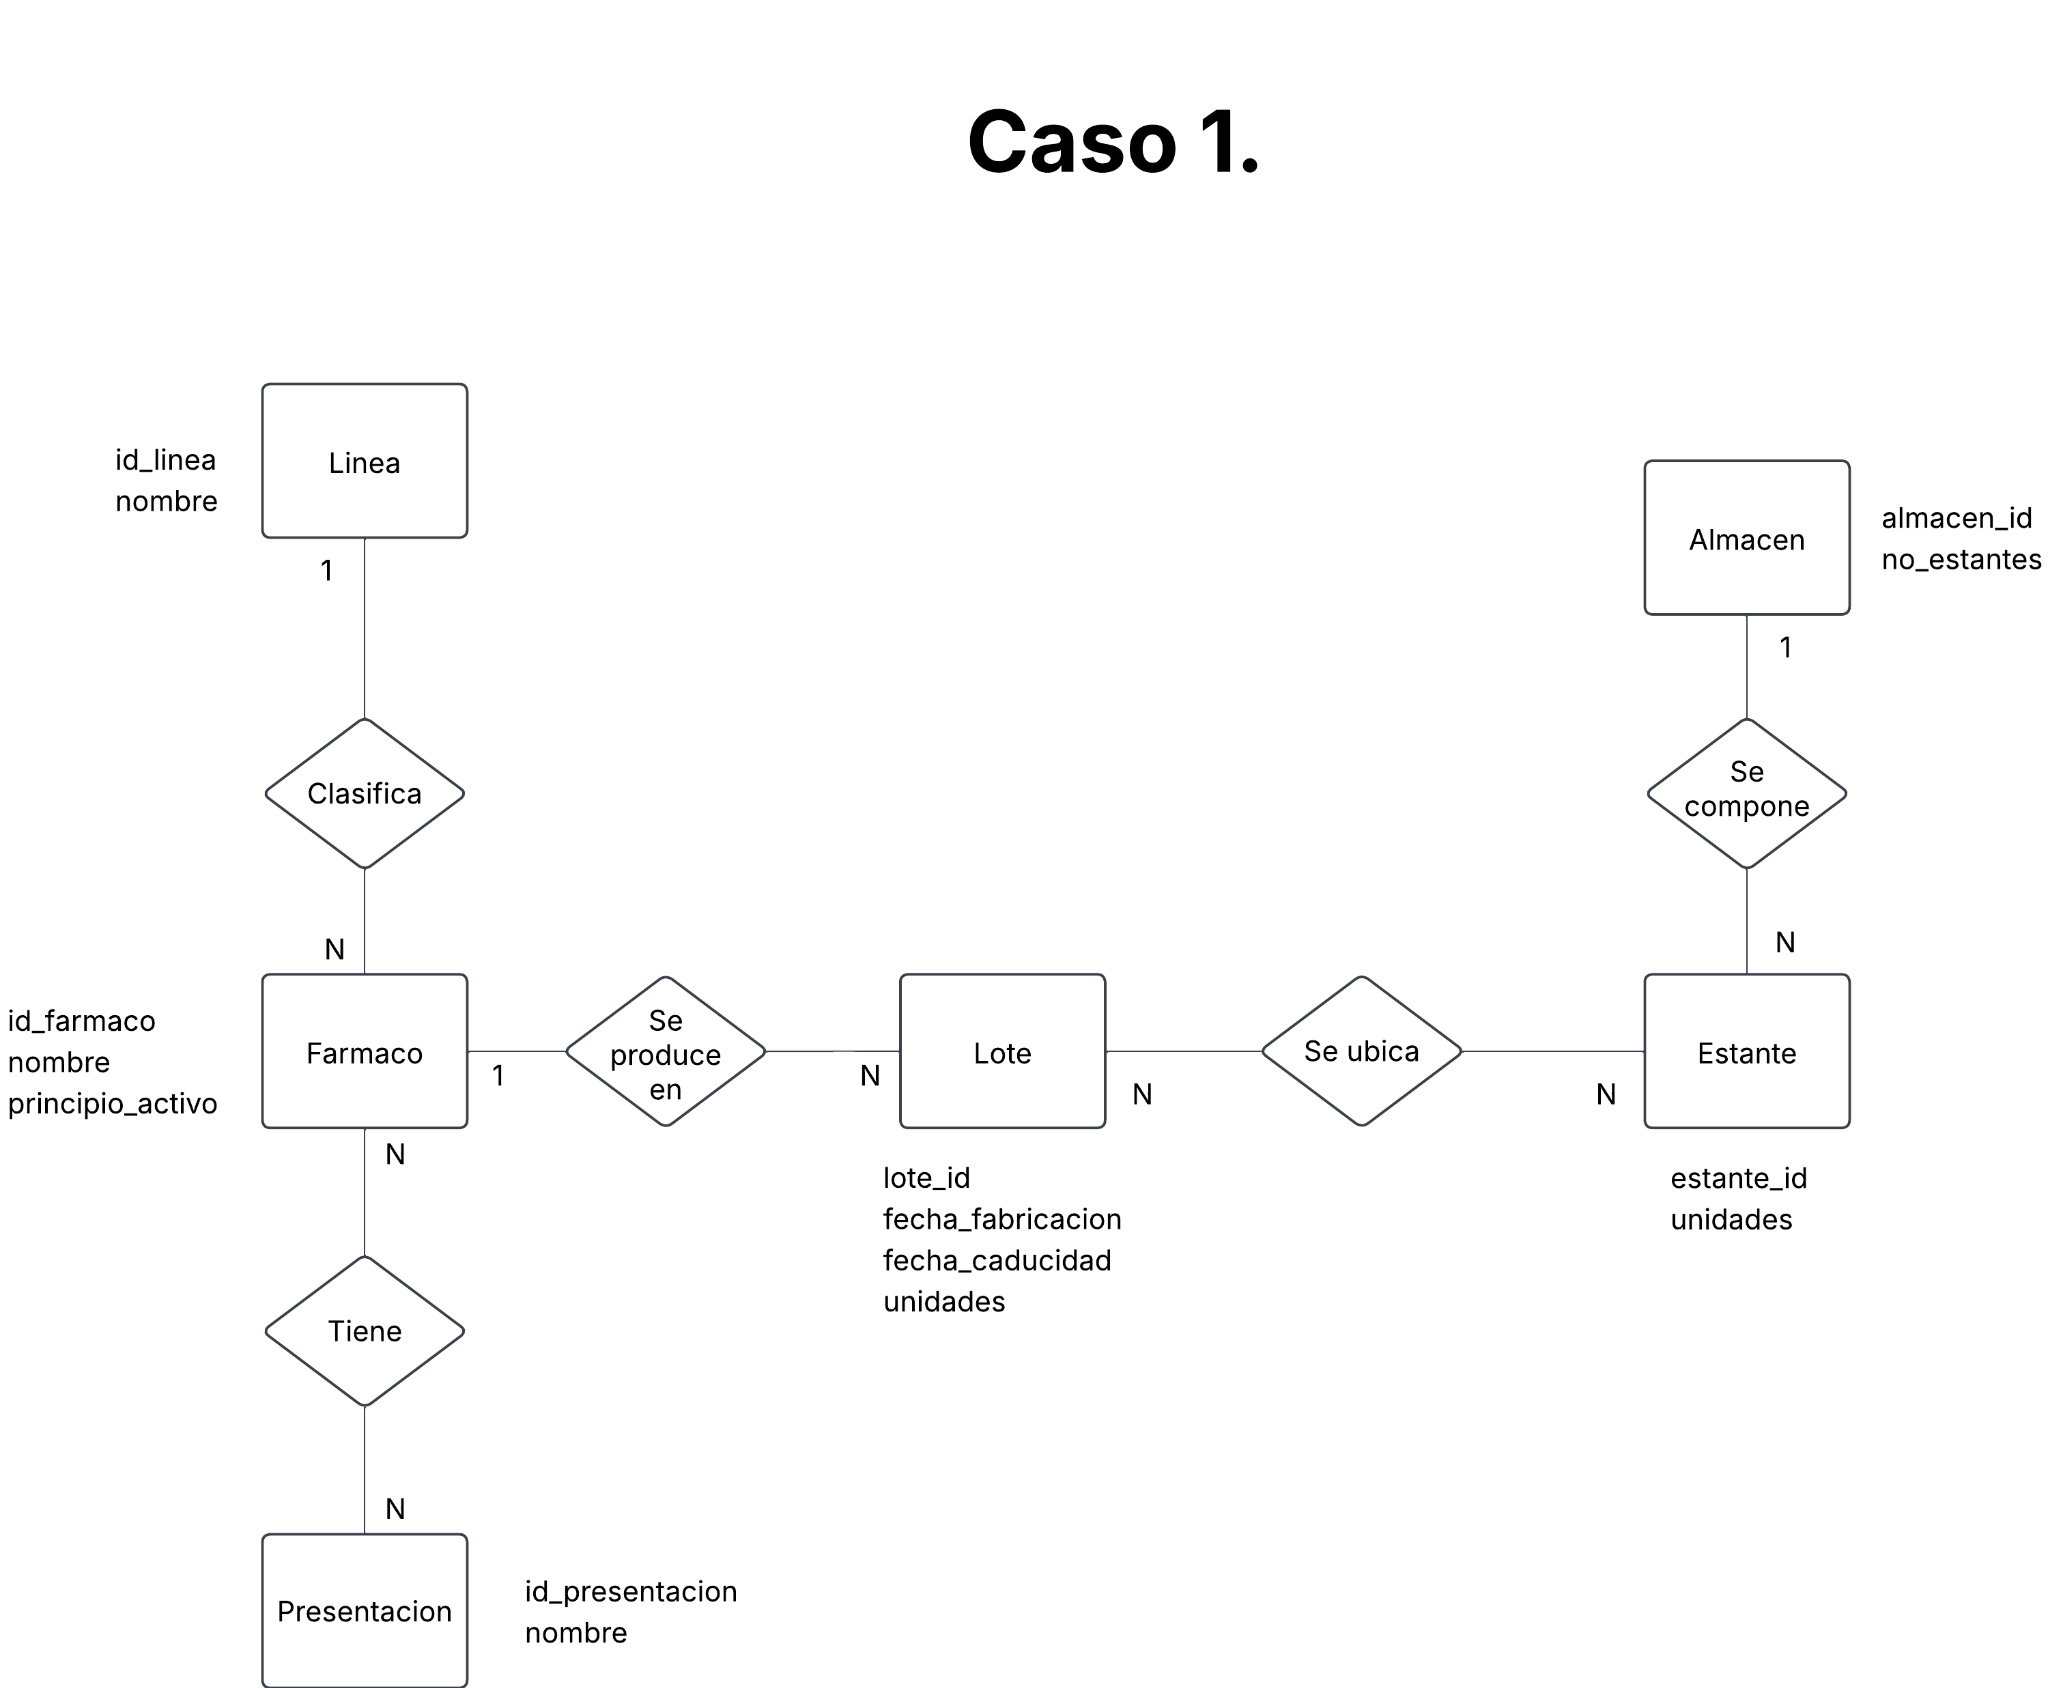 Caso 1.
id_linea
nombre
Linea
1
Almacen
almacen_id
no_estantes
1
Clasifica
Se
compone
N
N
id_farmaco
nombre
principio_activo
Farmaco
1
Se
produce
en
N
Lote
N
Se ubica
N
Estante
N
lote_id
fecha_fabricacion
fecha_caducidad
unidades
estante_id
unidades
Tiene
N
Presentacion
id_presentacion
nombre